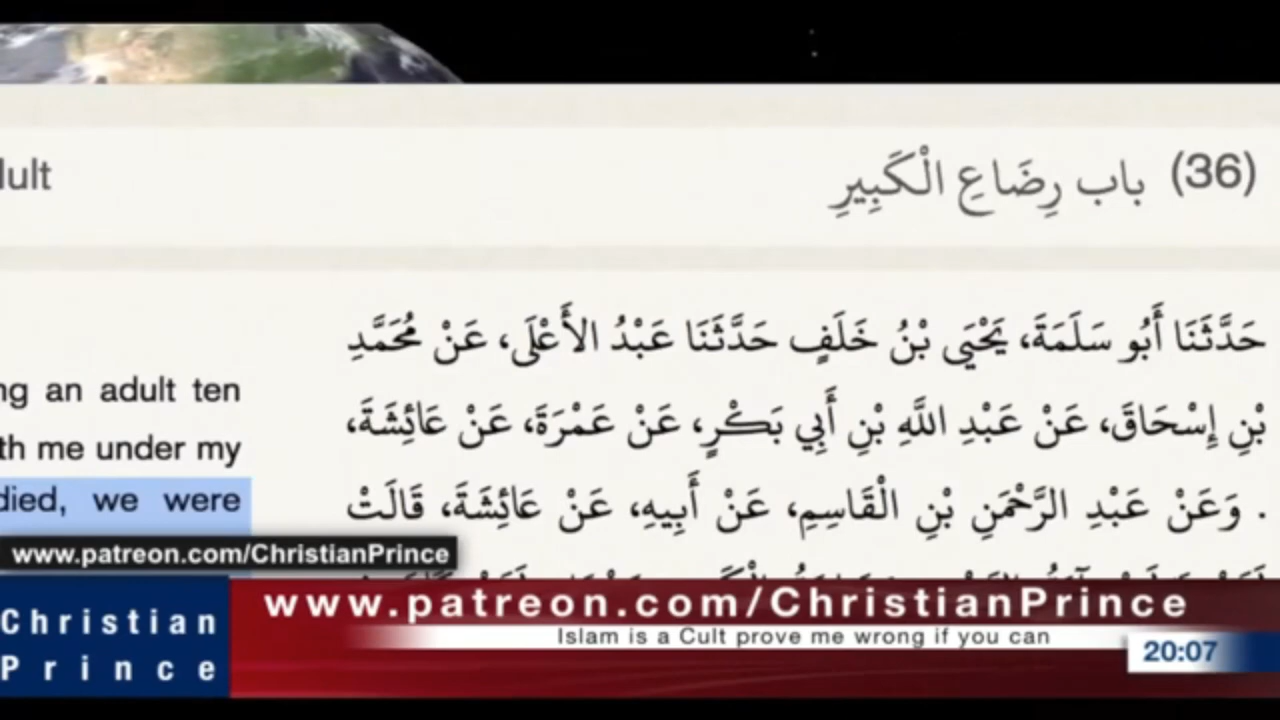 dult
(36) باب رِضَاعِ الْكَبِيرِ
حَدَّثَنَا أَبُو سَلَمَةَ، يَحْيَى بْنُ خَلَفٍ حَدَّثَنَا عَبْدُ الأَعْلَى، عَنْ مُحَمَّدِ
بْنِ إِسْحَاقَ، عَنْ عَبْدِ اللَّهِ بْنِ أَبِي بَكْرٍ، عَنْ عَمْرَةَ، عَنْ عَائِشَةَ،
. وَعَنْ عَبْدِ الرَّحْمَنِ بْنِ الْقَاسِمِ، عَنْ أَبِيهِ، عَنْ عَائِشَةَ، قَالَتْ
ng an adult ten
th me under my
died, we were
www.patreon.com/ChristianPrince
www.patreon.com/ChristianPrince
Islam is a Cult prove me wrong if you can
Christian
Prince
20:07